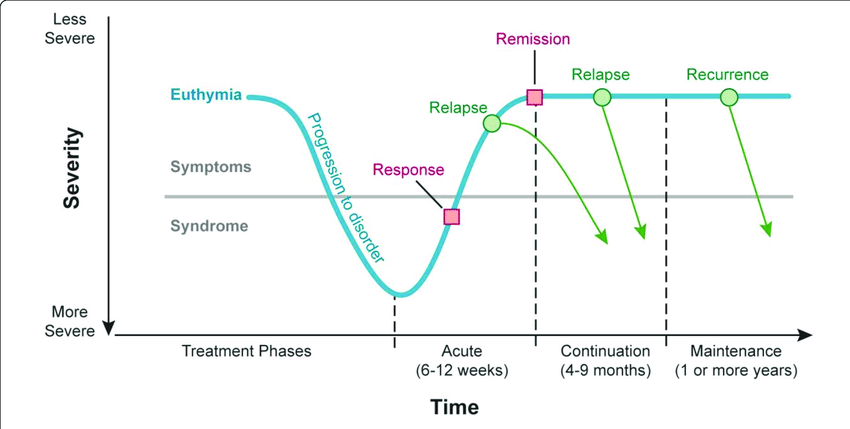 Less
Severe
Remission
Relapse
Recurrence
Euthymia
Relapse
Progression to disorder
Symptoms
Response
Severity
Syndrome
More
Severe
Treatment Phases
Acute
(6-12 weeks)
Continuation
(4-9 months)
Maintenance
(1 or more years)
Time